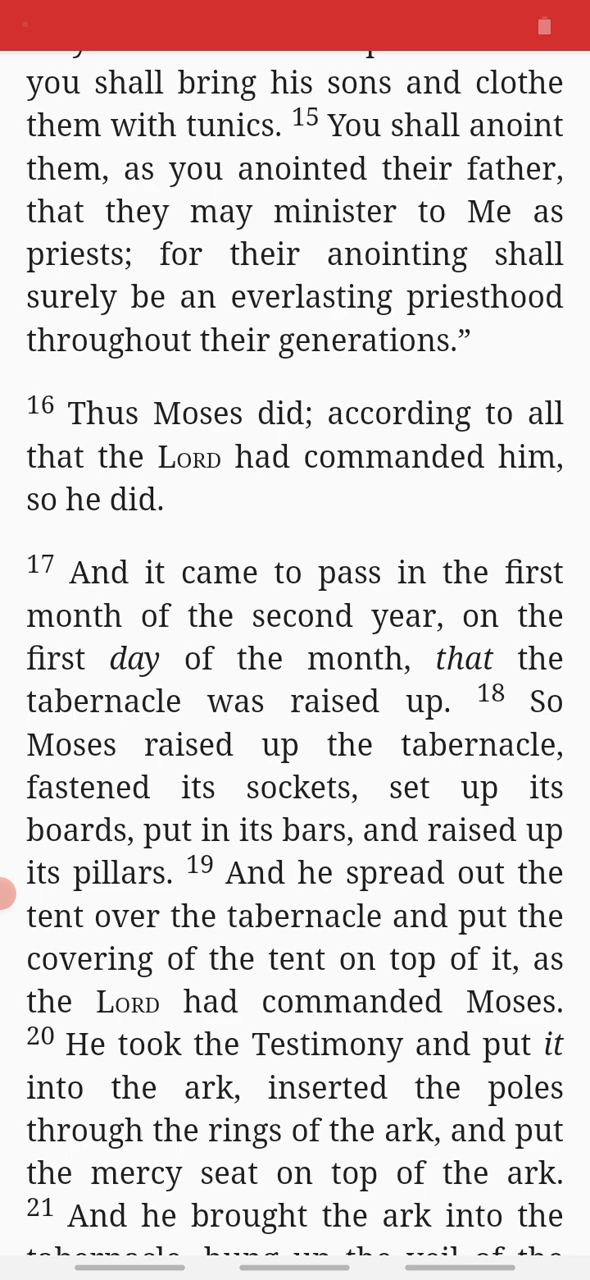 you shall bring his sons and clothe
them with tunics. 15 You shall anoint
them, as you anointed their father,
that they may minister to Me as
priests; for their anointing shall
surely be an everlasting priesthood
throughout their generations.”
16 Thus Moses did; according to all
that the LORD had commanded him,
so he did.
17 And it came to pass in the first
month of the second year, on the
first day of the month, that the
tabernacle was raised up. 18 So
Moses raised up the tabernacle,
fastened its sockets, set up its
boards, put in its bars, and raised up
its pillars. 19 And he spread out the
tent over the tabernacle and put the
covering of the tent on top of it, as
the LORD had commanded Moses.
20 He took the Testimony and put it
into the ark, inserted the poles
through the rings of the ark, and put
the mercy seat on top of the ark.
21 And he brought the ark into the
tabernacle, hung up the veil of the